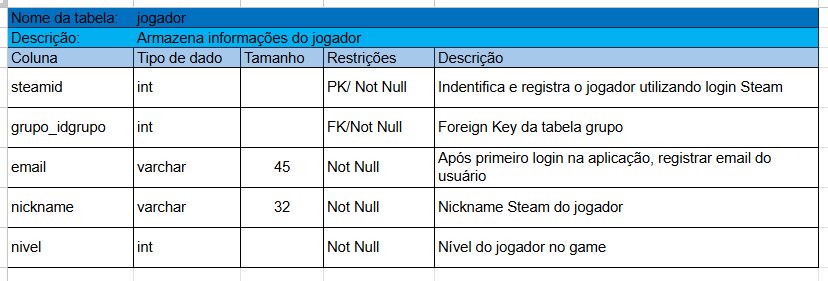 Nome da tabela: jogador
Descrição: Armazena informações do jogador
Coluna Tipo de dado Tamanho Restrições Descrição
steamid int PK/ Not Null Indentifica e registra o jogador utilizando login Steam
grupo_idgrupo int FK/Not Null Foreign Key da tabela grupo
email varchar 45 Not Null Após primeiro login na aplicação, registrar email do
usuário
nickname varchar 32 Not Null Nickname Steam do jogador
nivel int Not Null Nível do jogador no game